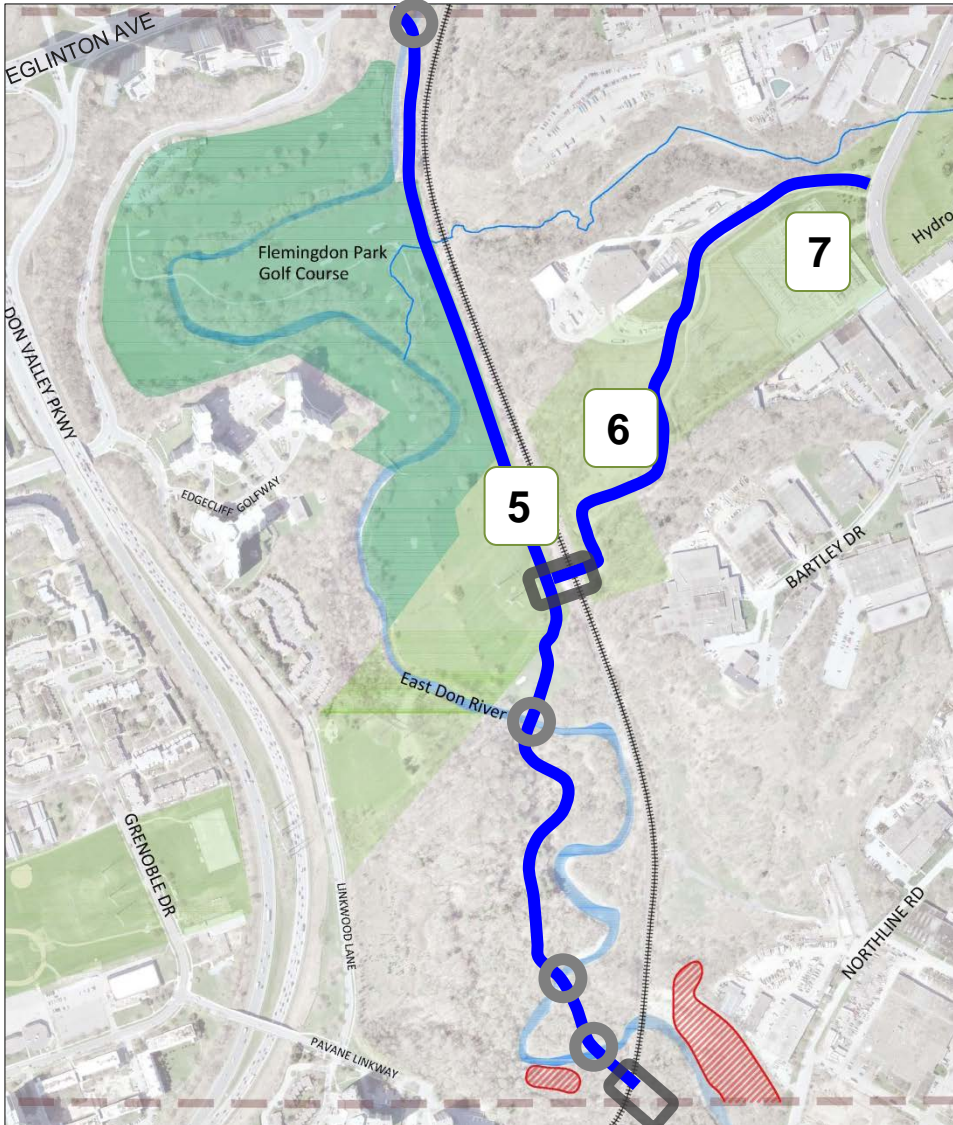 EGLINTON AVE
Flemingdon Park
Golf Course
7
Hydro
DON VALLEY PKWY
6
EDGECLIFF GOLFWAY
5
BARTLEY DR
East Don River
GRENOBLE DR
LINKWOOD LANE
NORTHLINE RD
PAVANE LINKWAY